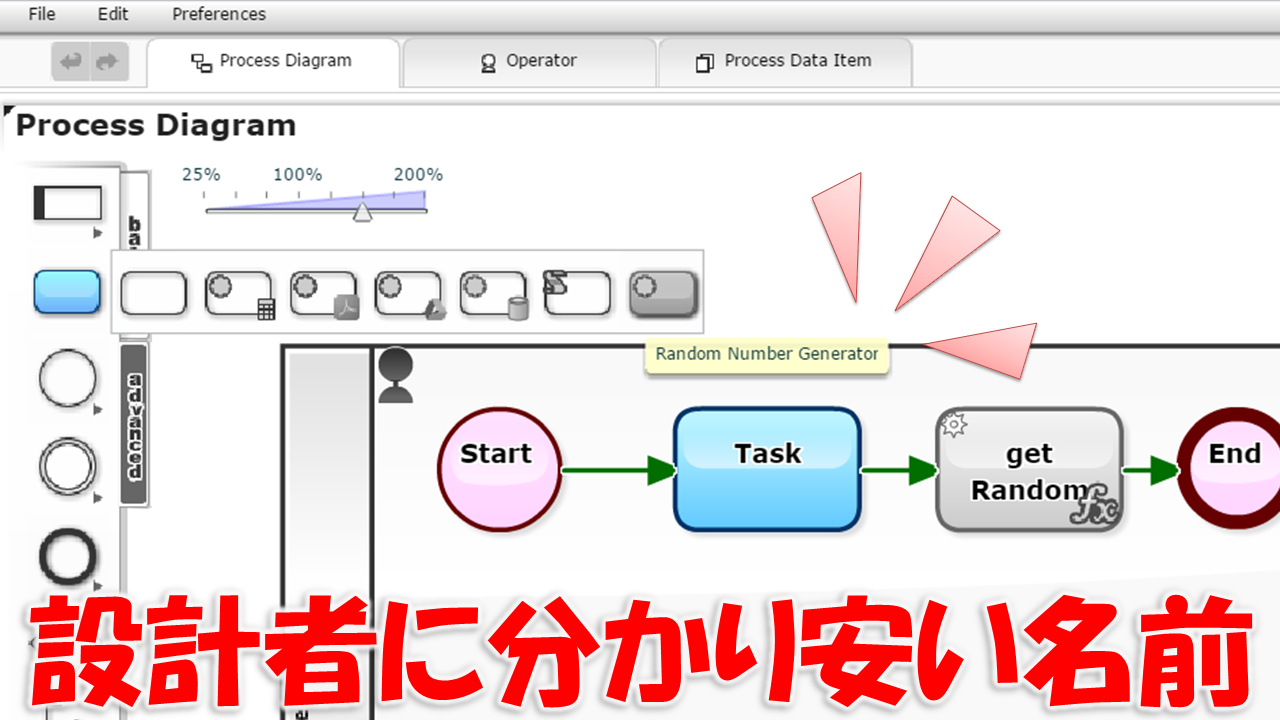 File Edit Preferences
Process Diagram Operator Process Data Item
Process Diagram
25% 100% 200%
advanced
Random Number Generator
Start
Task
get
Random
fx
End
設計者に分かり安い名前